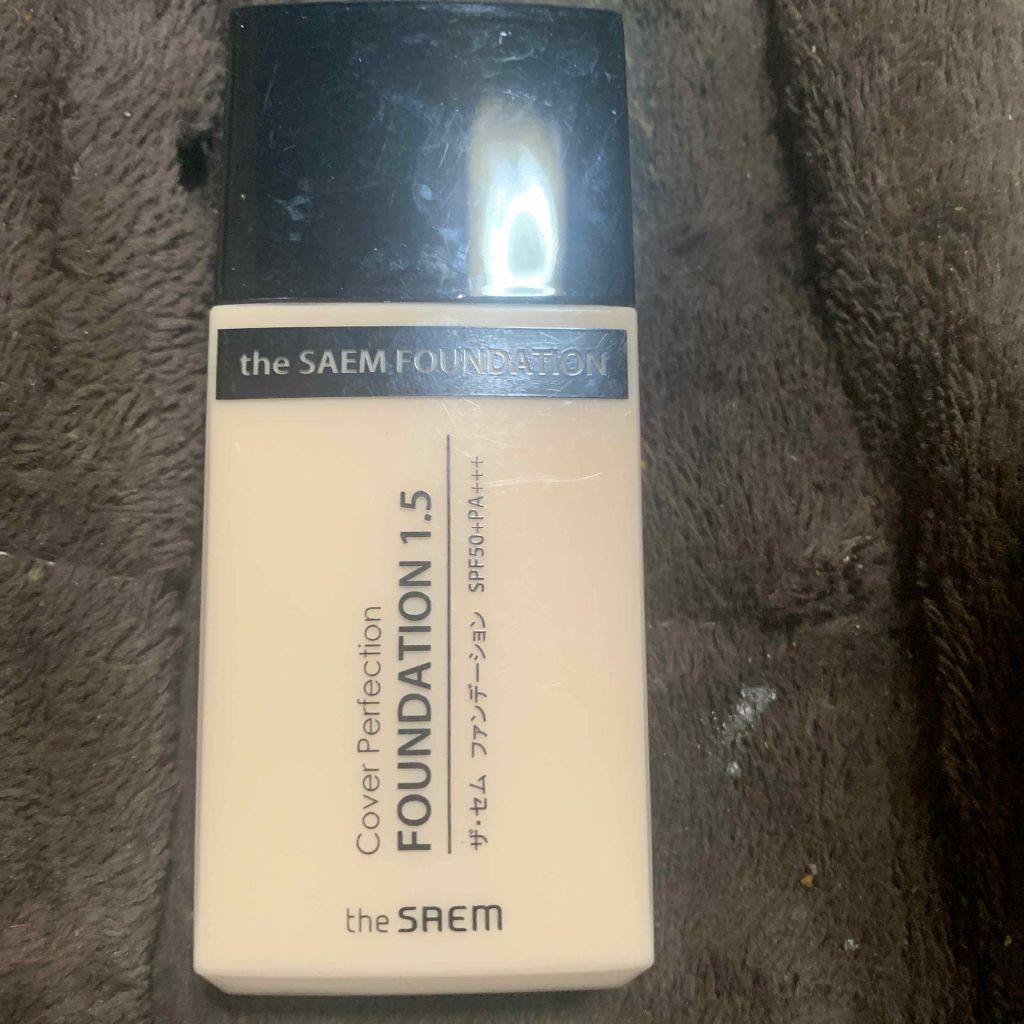 the SAEM FOUNDATION
Cover Perfection
FOUNDATION 1.5
ザ・セム ファンデーション SPF50+PA+++
the SAEM